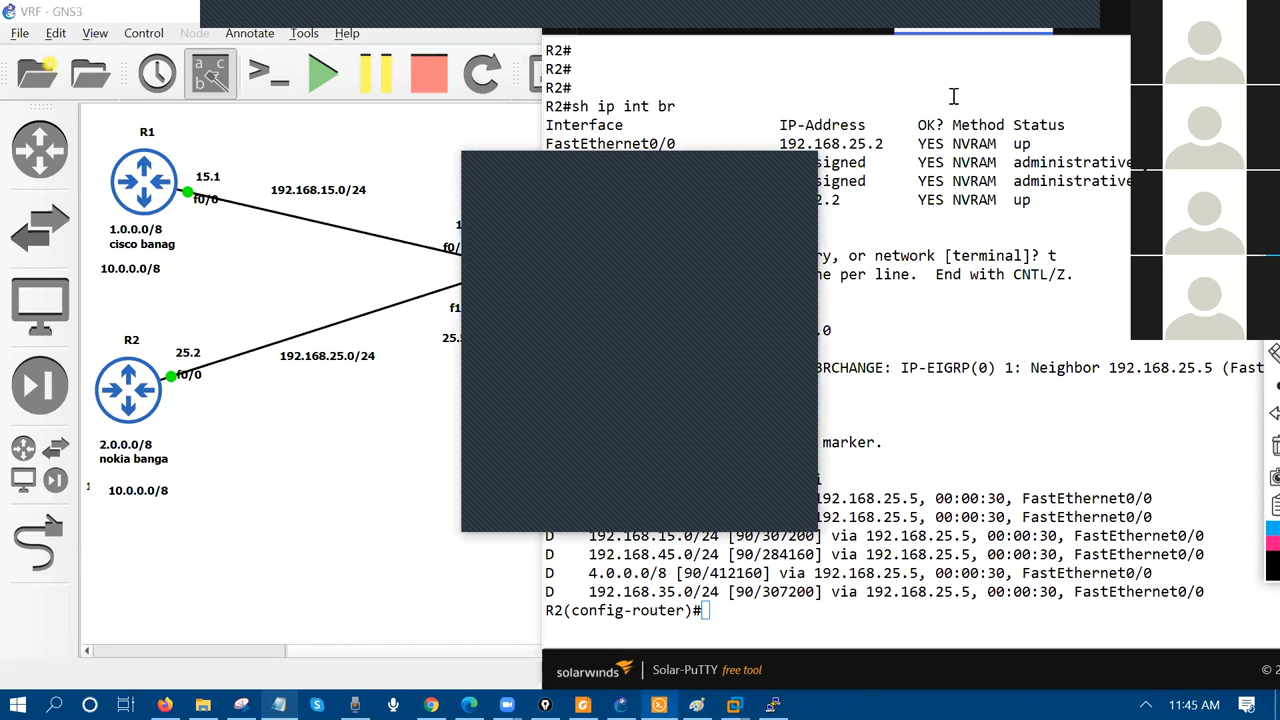 VRF - GNS3
File Edit View Control Node Annotate Tools Help
R1
15.1
f0/0
192.168.15.0/24
1.0.0.0/8
cisco banag
10.0.0.0/8
f0/
R2
25.2
f0/0
192.168.25.0/24
f1
25.
2.0.0.0/8
nokia banga
10.0.0.0/8
R2#
R2#
R2#
R2#sh ip int br
Interface IP-Address OK? Method Status
FastEthernet0/0 192.168.25.2 YES NVRAM up
signed YES NVRAM administrative
signed YES NVRAM administrative
2.2 YES NVRAM up
ry, or network [terminal]? t
ne per line. End with CNTL/Z.
.0
BRCHANGE: IP-EIGRP(0) 1: Neighbor 192.168.25.5 (Fast
marker.
192.168.25.5, 00:00:30, FastEthernet0/0
192.168.25.5, 00:00:30, FastEthernet0/0
D 192.168.15.0/24 [90/307200] via 192.168.25.5, 00:00:30, FastEthernet0/0
D 192.168.45.0/24 [90/284160] via 192.168.25.5, 00:00:30, FastEthernet0/0
D 4.0.0.0/8 [90/412160] via 192.168.25.5, 00:00:30, FastEthernet0/0
D 192.168.35.0/24 [90/307200] via 192.168.25.5, 00:00:30, FastEthernet0/0
R2(config-router)#
solarwinds Solar-PuTTY free tool © 2
11:45 AM